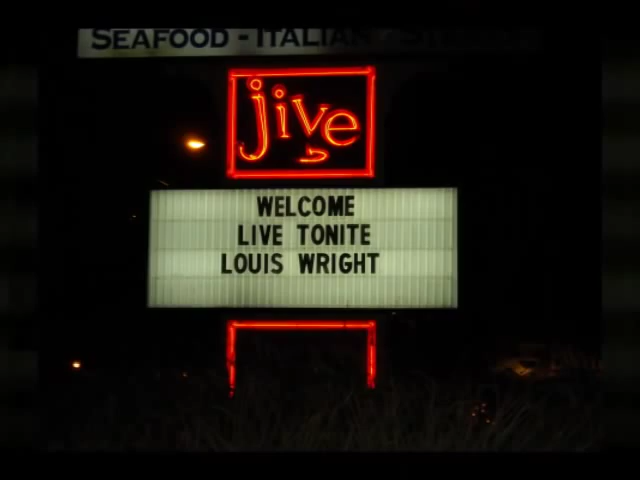 SEAFOOD - ITALIAN -
jive
WELCOME
LIVE TONITE
LOUIS WRIGHT